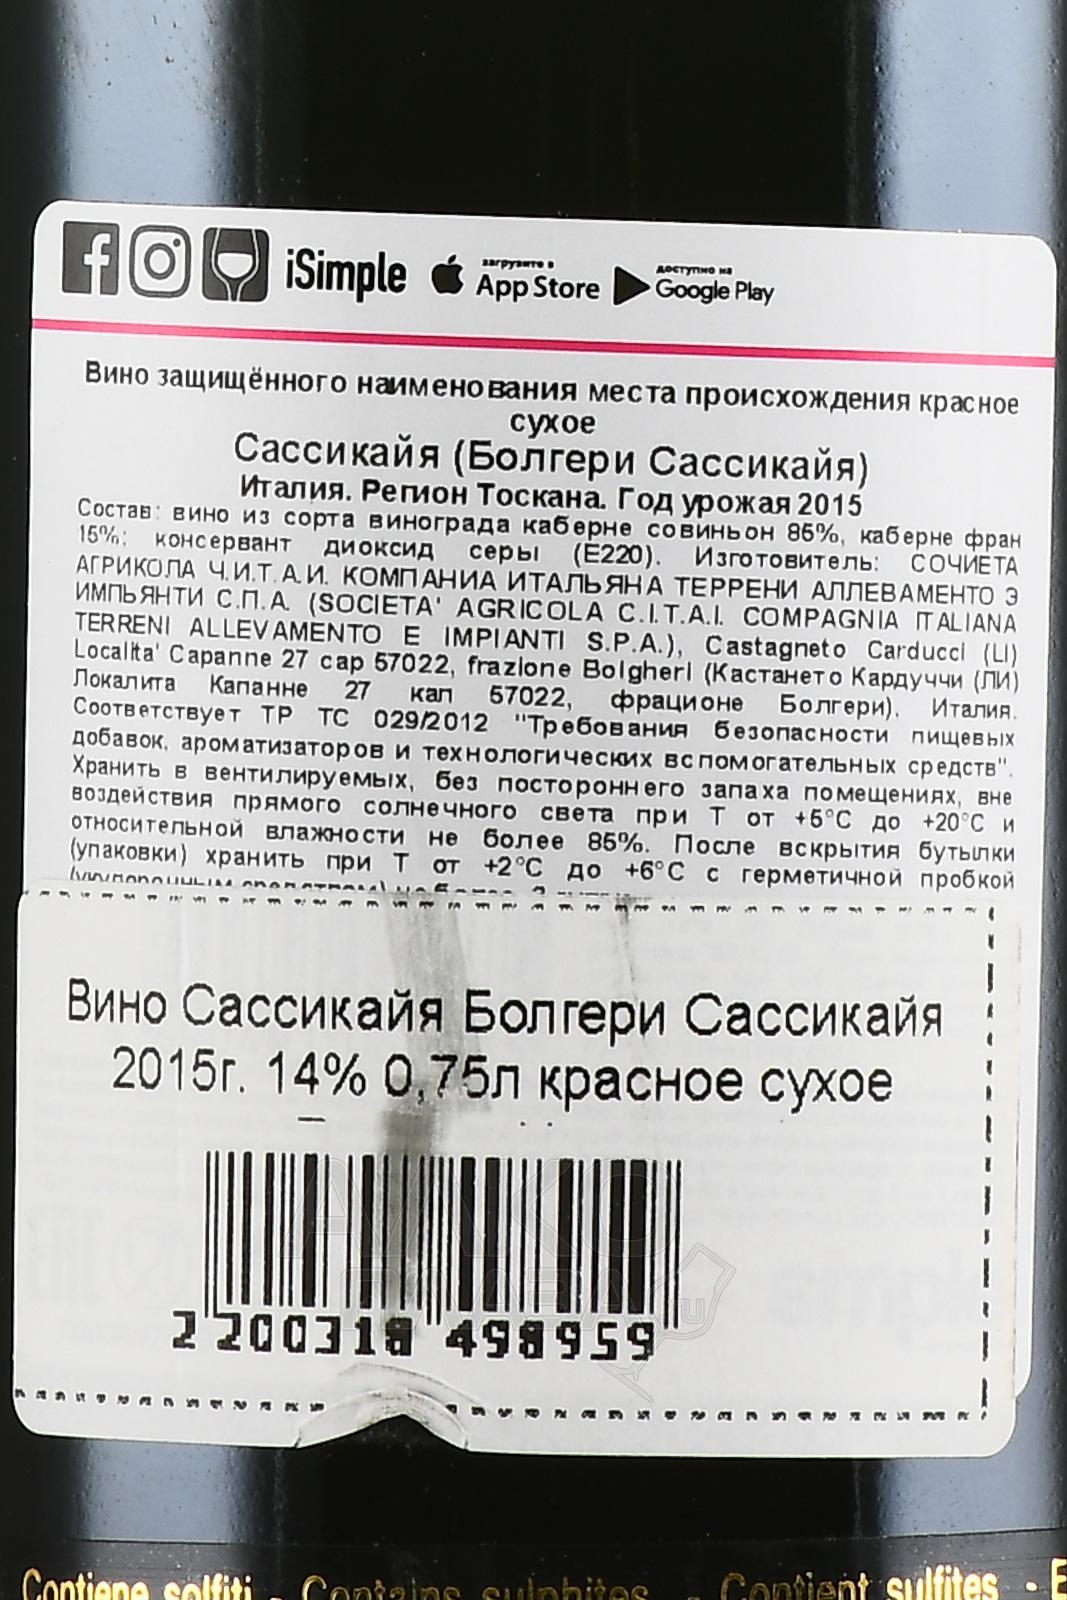 iSimple загрузите в App Store доступно на Google Play
Вино защищённого наименования места происхождения красное
сухое
Сассикайя (Болгери Сассикайя)
Италия. Регион Тоскана. Год урожая 2015
Состав: вино из сорта винограда каберне совиньон 85%, каберне фран
15%; консервант диоксид серы (Е220). Изготовитель: СОЧИЕТА
АГРИКОЛА Ч.И.Т.А.И. КОМПАНИА ИТАЛЬЯНА ТЕРРЕНИ АЛЛЕВАМЕНТО Э
ИМПЬЯНТИ С.П.А. (SOCIETA' AGRICOLA C.I.T.A.I. COMPAGNIA ITALIANA
TERRENI ALLEVAMENTO E IMPIANTI S.P.A.), Castagneto Carducci (LI)
Localita' Capanne 27 cap 57022, frazione Bolgheri (Кастането Кардуччи (ЛИ)
Локалита Капанне 27 кап 57022, фрационе Болгери), Италия.
Соответствует ТР ТС 029/2012 "Требования безопасности пищевых
добавок, ароматизаторов и технологических вспомогательных средств".
Хранить в вентилируемых, без постороннего запаха помещениях, вне
воздействия прямого солнечного света при Т от +5°С до +20°С и
относительной влажности не более 85%. После вскрытия бутылки
(упаковки) хранить при Т от +2°С до +6°С с герметичной пробкой
Вино Сассикайя Болгери Сассикайя
2015г. 14% 0,75л красное сухое
2 200318 498959
АЛКО
ПЛАЗА
ru
Contiene solfiti - Contains sulphites - Contient sulfites - E